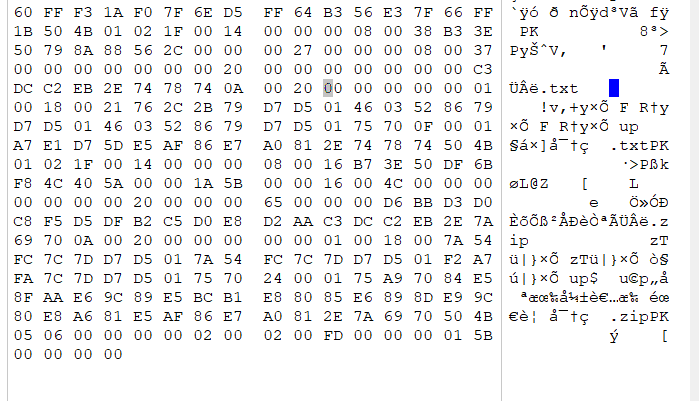 60 FF F3 1A F0 7F 6E D5 FF 64 B3 56 E3 7F 66 FF `ÿó ð nÕÿd³Vã fÿ
1B 50 4B 01 02 1F 00 14 00 00 00 08 00 38 B3 3E PK 8³>
50 79 8A 88 56 2C 00 00 00 27 00 00 00 08 00 37 PyŠˆV, ' 7
00 00 00 00 00 00 00 20 00 00 00 00 00 00 00 C3 Ã
DC C2 EB 2E 74 78 74 0A 00 20 00 00 00 00 00 01 ÜÂë.txt
00 18 00 21 76 2C 2B 79 D7 D5 01 46 03 52 86 79 !v,+y×Õ F R†y
D7 D5 01 46 03 52 86 79 D7 D5 01 75 70 0F 00 01 ×Õ F R†y×Õ up
A7 E1 D7 5D E5 AF 86 E7 A0 81 2E 74 78 74 50 4B §á×]å¯†ç .txtPK
01 02 1F 00 14 00 00 00 08 00 16 B7 3E 50 DF 6B ·>Pßk
F8 4C 40 5A 00 00 1A 5B 00 00 16 00 4C 00 00 00 øL@Z [ L
00 00 00 00 20 00 00 00 65 00 00 00 D6 BB D3 D0 e Ö»ÓÐ
C8 F5 D5 DF B2 C5 D0 E8 D2 AA C3 DC C2 EB 2E 7A ÈõÕß²ÅÐèÒªÃÜÂë.z
69 70 0A 00 20 00 00 00 00 00 01 00 18 00 7A 54 ip zT
FC 7C 7D D7 D5 01 7A 54 FC 7C 7D D7 D5 01 F2 A7 ü|}×Õ zTü|}×Õ ò§
FA 7C 7D D7 D5 01 75 70 24 00 01 75 A9 70 84 E5 ú|}×Õ up$ u©p„å
8F AA E6 9C 89 E5 BC B1 E8 80 85 E6 89 8D E9 9C ªæœ‰å¼±è€…æ‰ éœ
80 E8 A6 81 E5 AF 86 E7 A0 81 2E 7A 69 70 50 4B €è¦ å¯†ç .zipPK
05 06 00 00 00 00 02 00 02 00 FD 00 00 00 01 5B ý [
00 00 00 00